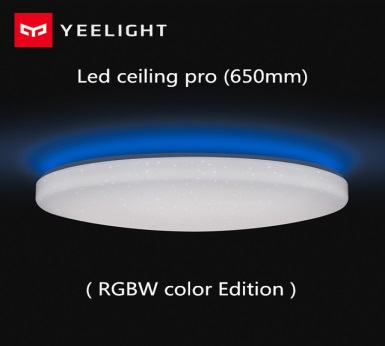 YEELIGHT
Led ceiling pro (650mm)
( RGBW color Edition )